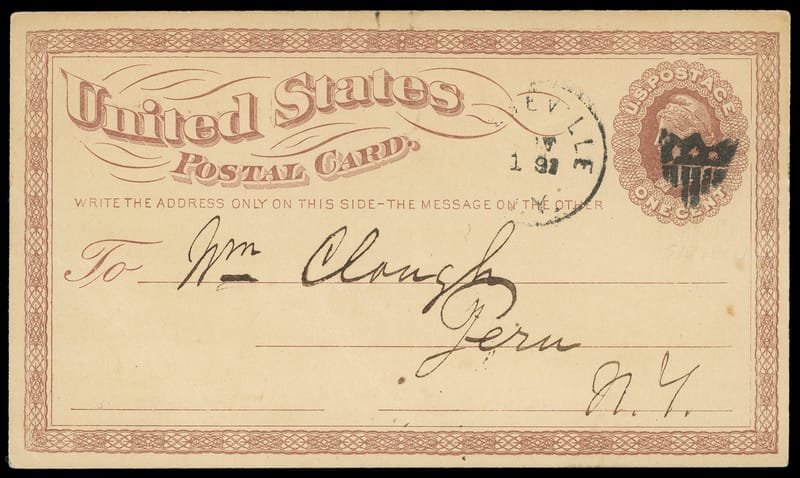 United States
POSTAL CARD.
U.S. POSTAGE
ONE CENT
WRITE THE ADDRESS ONLY ON THIS SIDE-THE MESSAGE ON THE OTHER
To Wm Clough
Peru
N.Y.